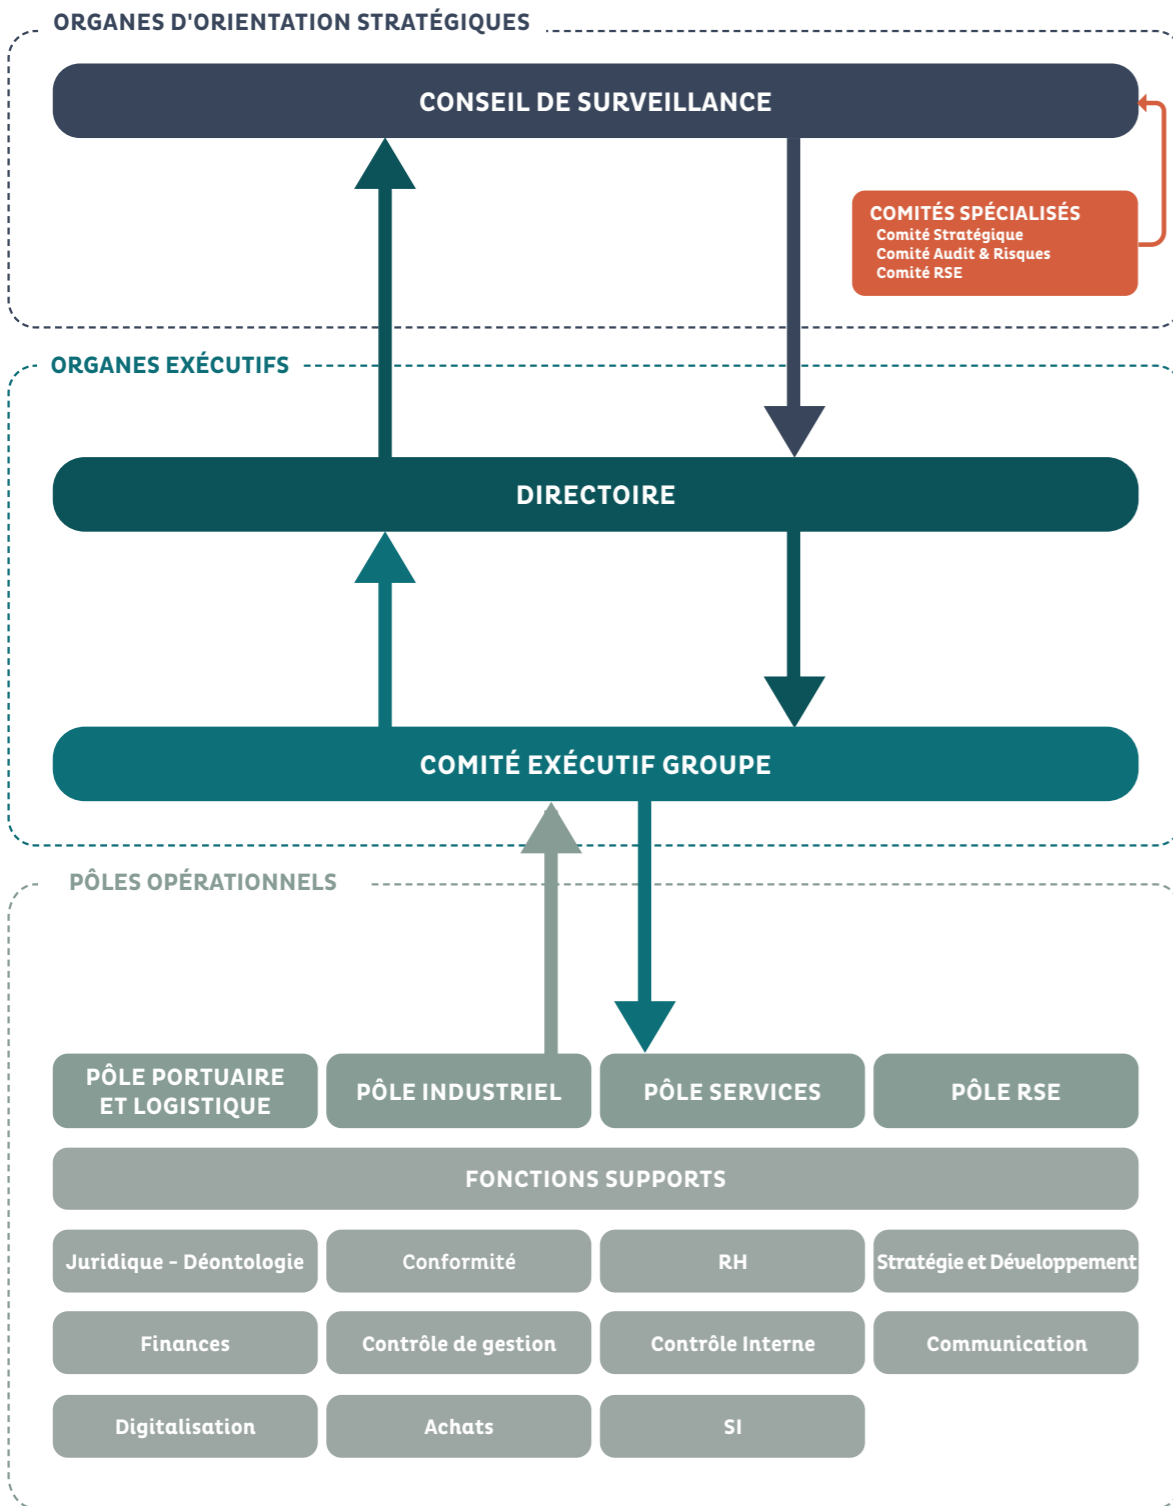 ORGANES D'ORIENTATION STRATÉGIQUES
CONSEIL DE SURVEILLANCE
COMITÉS SPÉCIALISÉS
Comité Stratégique
Comité Audit & Risques
Comité RSE
ORGANES EXÉCUTIFS
DIRECTOIRE
COMITÉ EXÉCUTIF GROUPE
PÔLES OPÉRATIONNELS
PÔLE PORTUAIRE
ET LOGISTIQUE
PÔLE INDUSTRIEL
PÔLE SERVICES
PÔLE RSE
FONCTIONS SUPPORTS
Juridique - Déontologie
Conformité
RH
Stratégie et Développement
Finances
Contrôle de gestion
Contrôle Interne
Communication
Digitalisation
Achats
SI